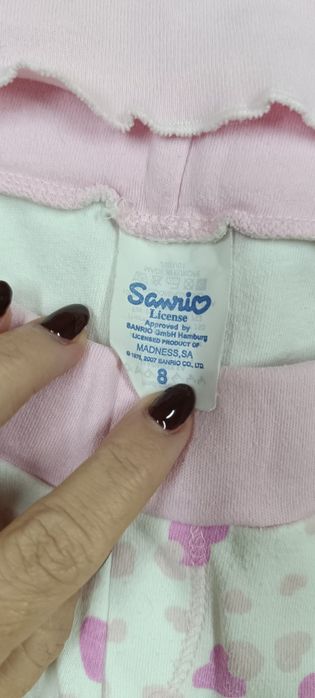 Sanrio
License
Approved by
SANRIO GmbH Hamburg
LICENSED PRODUCT OF
MADNESS,SA
© 1976, 2007 SANRIO CO., LTD.
8